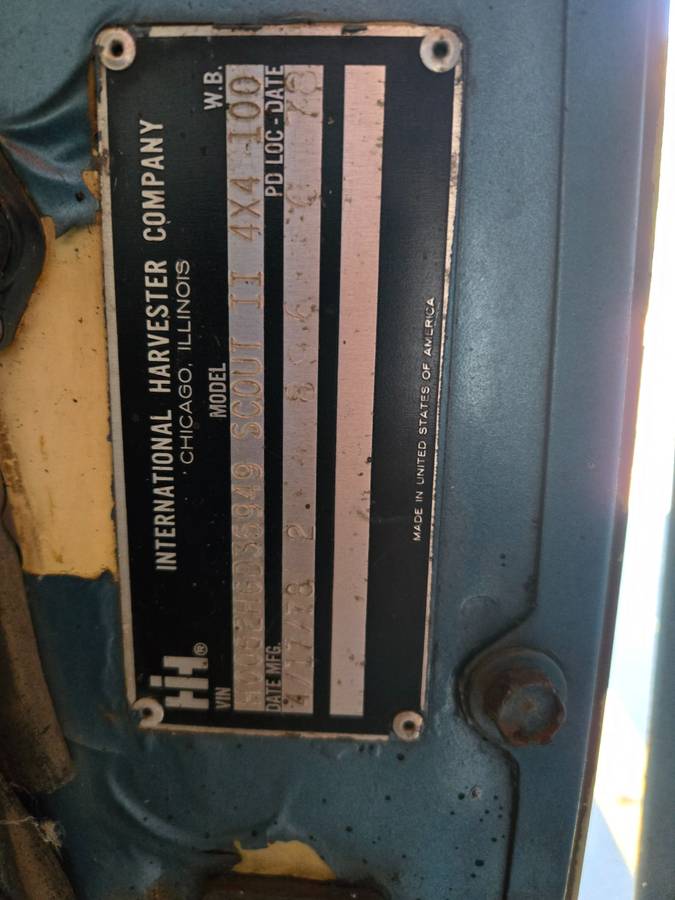 INTERNATIONAL HARVESTER COMPANY
CHICAGO, ILLINOIS
IH ®
VIN MODEL W.B.
SCOUT II 4X4 100
DATE MFG. PD LOC-DATE
2
MADE IN UNITED STATES OF AMERICA